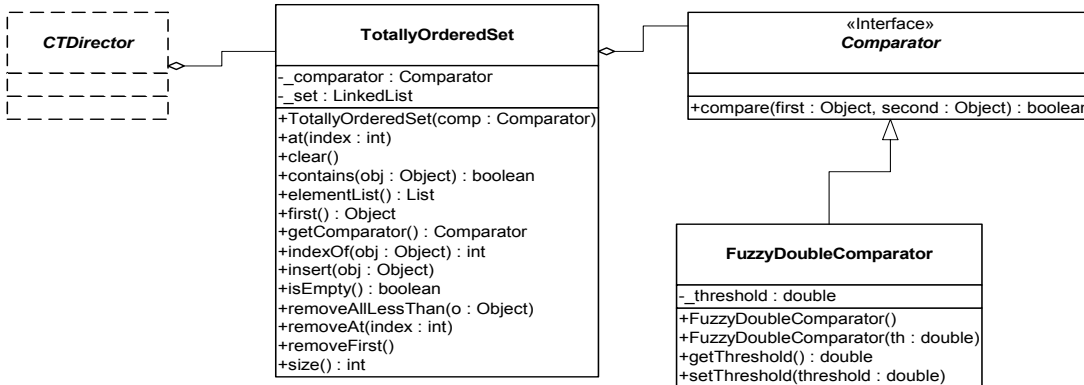 CTDirector
TotallyOrderedSet
-_comparator : Comparator
-_set : LinkedList
+TotallyOrderedSet(comp : Comparator)
+at(index : int)
+clear()
+contains(obj : Object) : boolean
+elementList() : List
+first() : Object
+getComparator() : Comparator
+indexOf(obj : Object) : int
+insert(obj : Object)
+isEmpty() : boolean
+removeAllLessThan(o : Object)
+removeAt(index : int)
+removeFirst()
+size() : int
«Interface»
Comparator
+compare(first : Object, second : Object) : boolean
FuzzyDoubleComparator
-_threshold : double
+FuzzyDoubleComparator()
+FuzzyDoubleComparator(th : double)
+getThreshold() : double
+setThreshold(threshold : double)